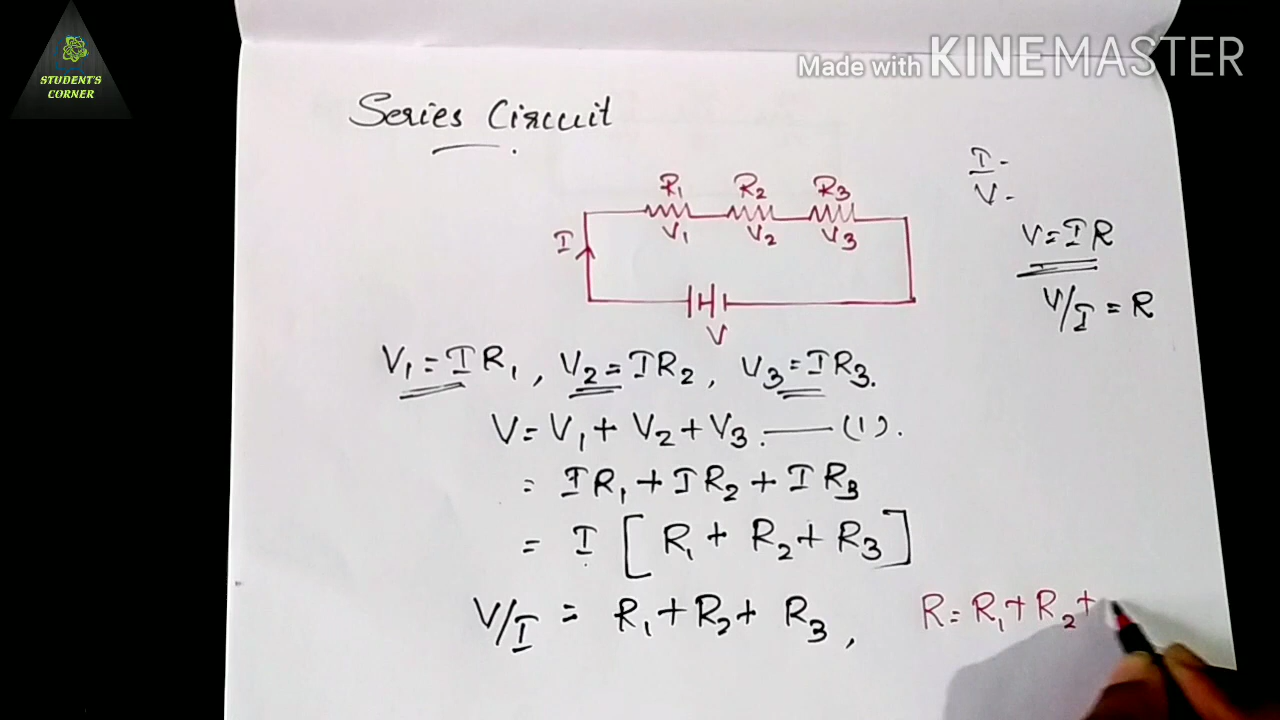 STUDENT'S
CORNER
Made with KINEMASTER
Series Circuit
I -
V -
V = IR
V/I = R
R1 R2 R3
I
V1 V2 V3
V
V1 = IR1, V2 = IR2, V3 = IR3.
V = V1 + V2 + V3. —— (1).
= IR1 + IR2 + IR3
= I [R1 + R2 + R3]
V/I = R1 + R2 + R3, R = R1 + R2 +